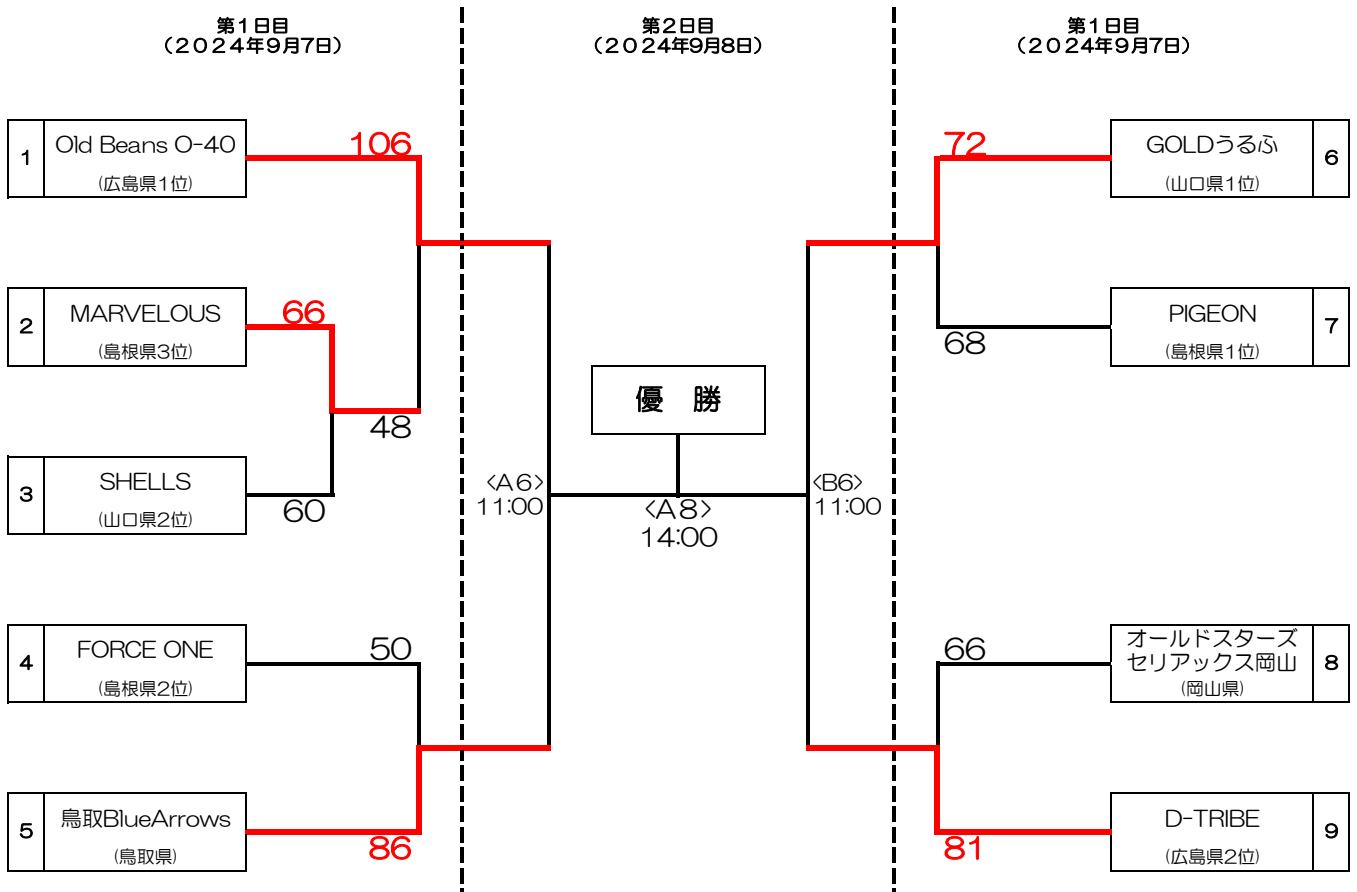 第1日目
（２０２４年９月７日）
第２日目
（２０２４年９月８日）
第１日目
（２０２４年９月７日）
1
Old Beans O-40
(広島県1位)
106
2
MARVELOUS
(島根県3位)
66
48
3
SHELLS
(山口県2位)
60
4
FORCE ONE
(島根県2位)
50
5
鳥取BlueArrows
(鳥取県)
86
<A6>
11:00
優　勝
<A8>
14:00
<B6>
11:00
72
GOLDうるふ
(山口県1位)
6
68
PIGEON
(島根県1位)
7
66
オールドスターズ
セリアックス岡山
(岡山県)
8
81
D-TRIBE
(広島県2位)
9